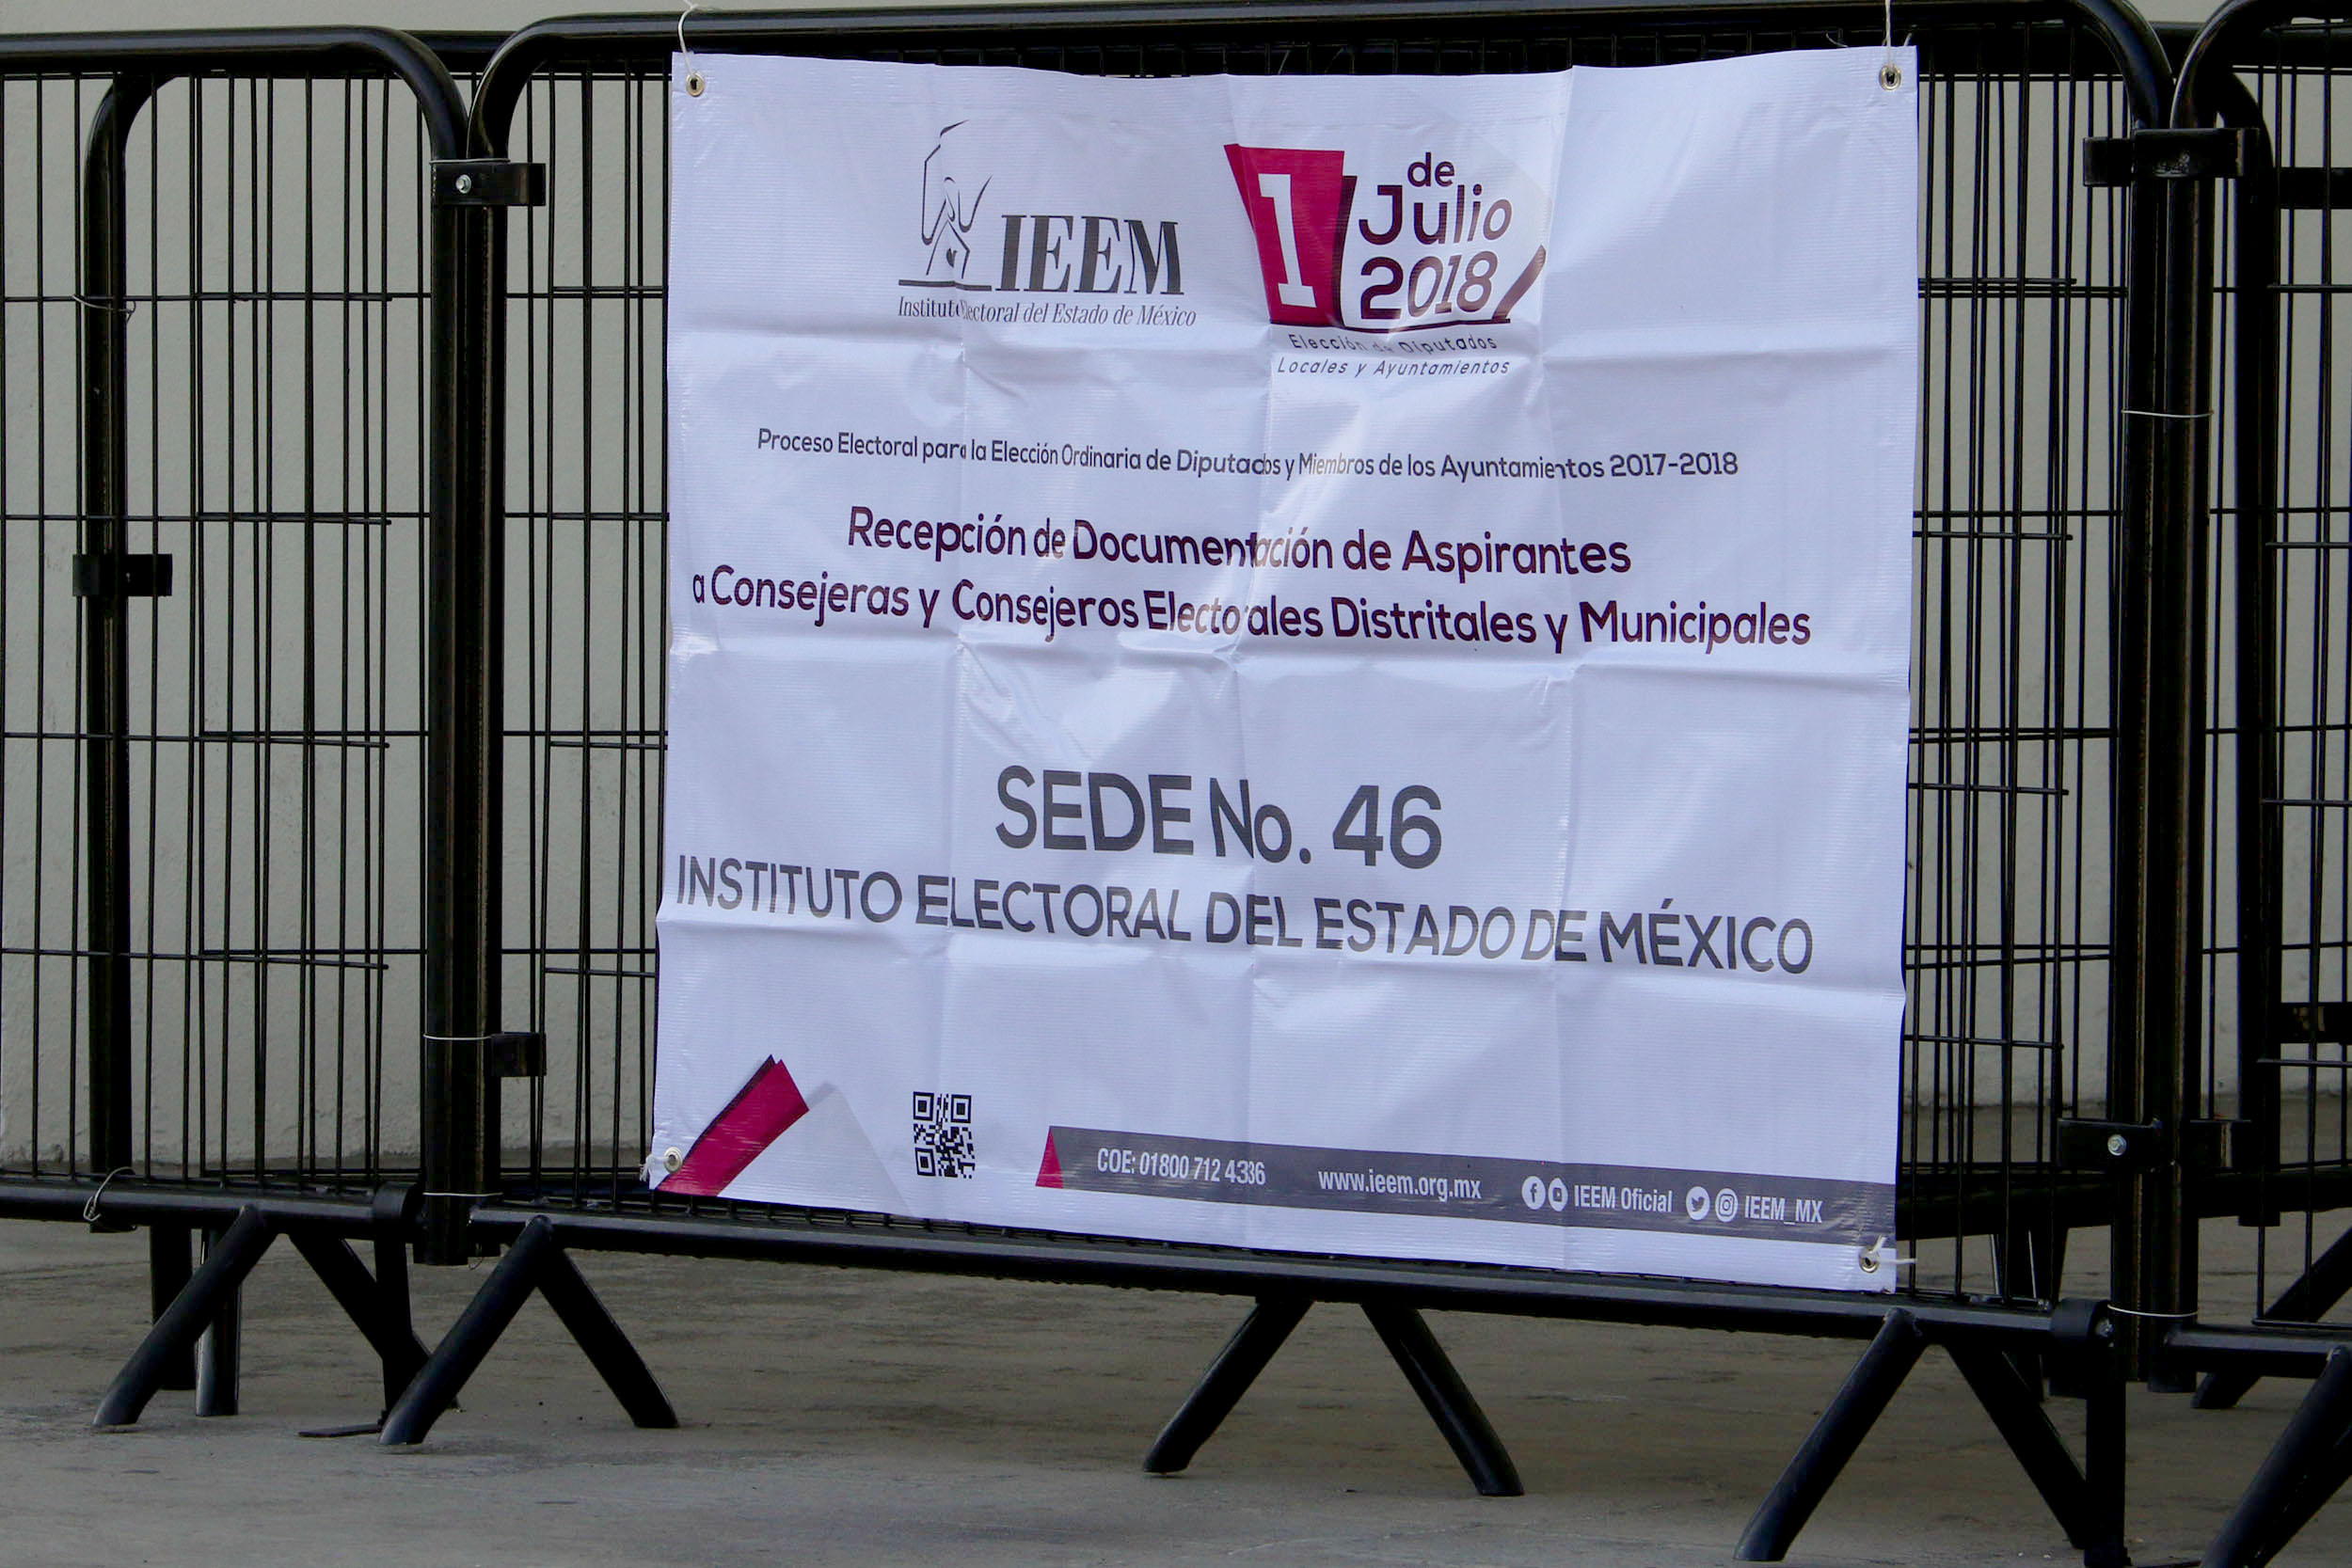 IEEM
Instituto Electoral del Estado de México
1 de
Julio
2018
Elección de Diputados
Locales y Ayuntamientos
Proceso Electoral para la Elección Ordinaria de Diputados y Miembros de los Ayuntamientos 2017-2018
Recepción de Documentación de Aspirantes
a Consejeras y Consejeros Electorales Distritales y Municipales
SEDE No. 46
INSTITUTO ELECTORAL DEL ESTADO DE MÉXICO
COE: 01800 712 4336 www.ieem.org.mx IEEM Oficial IEEM_MX